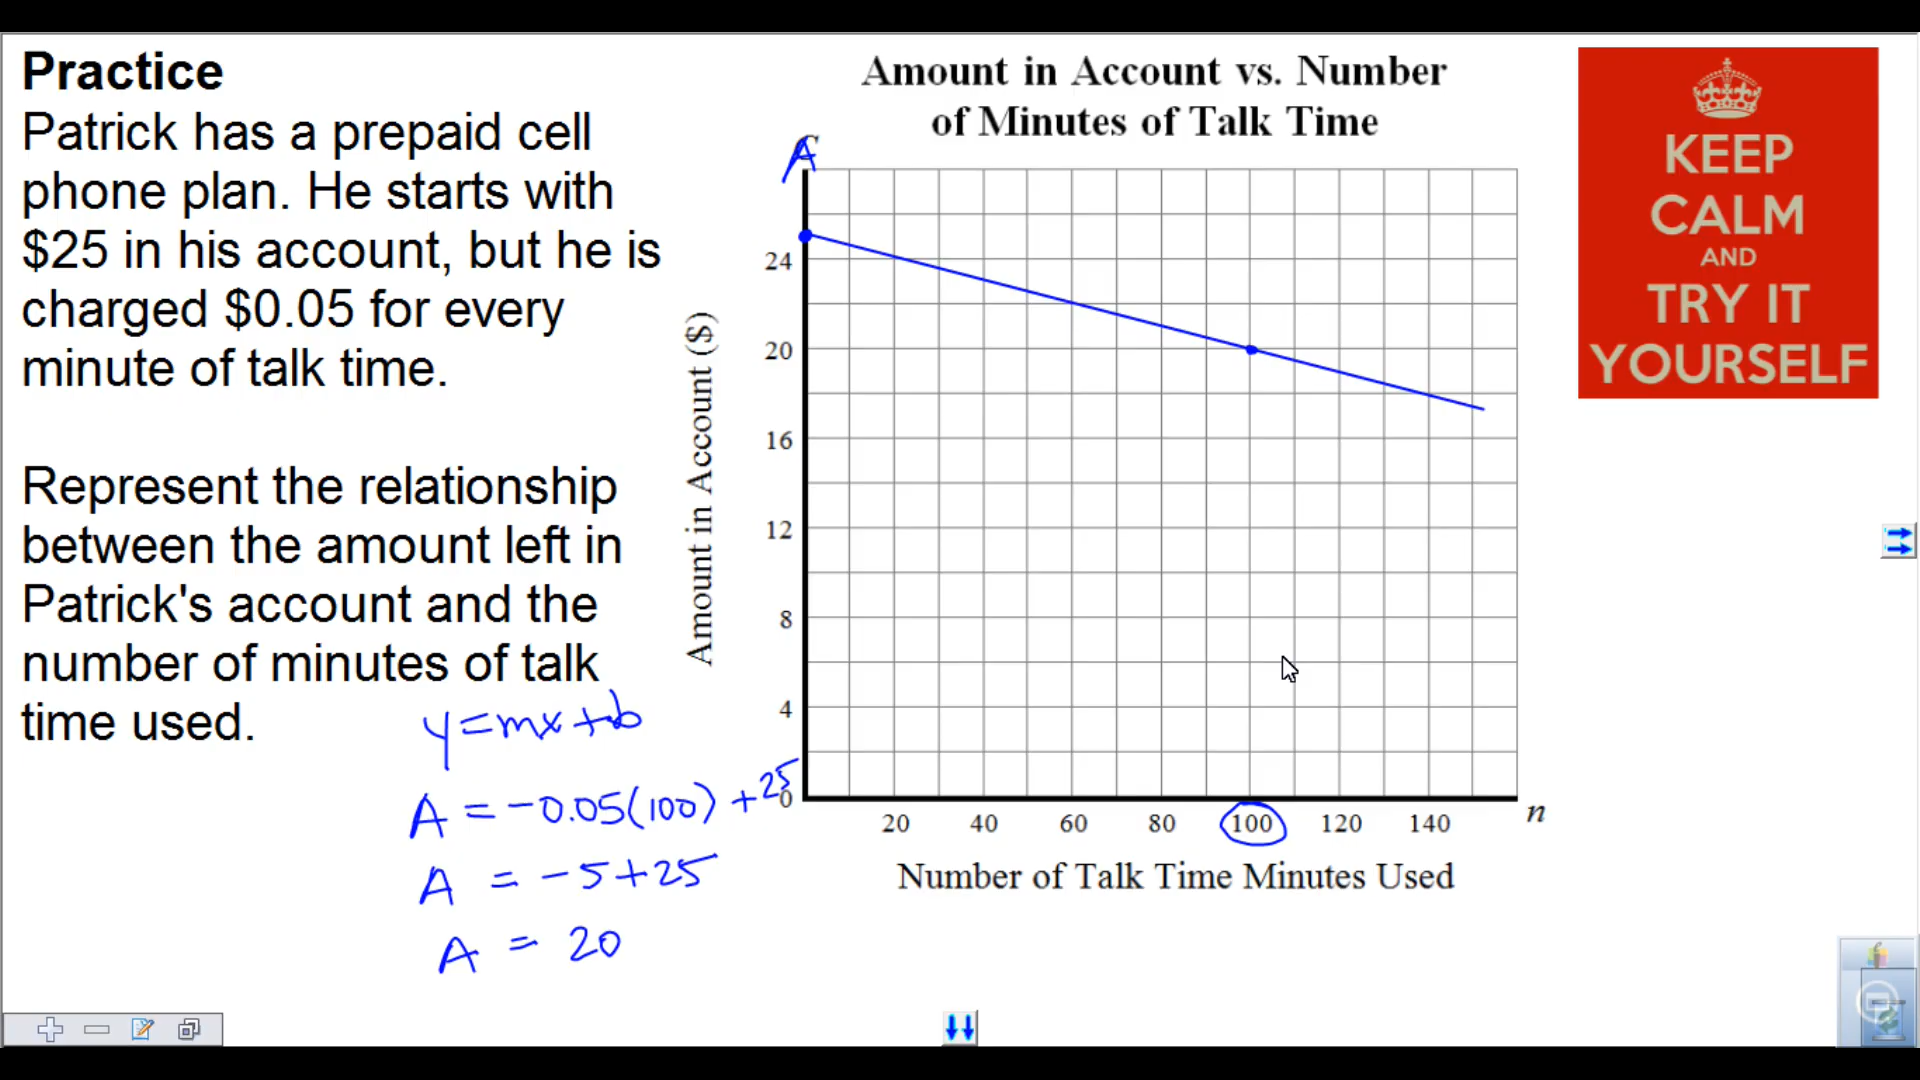 Practice
Patrick has a prepaid cell
phone plan. He starts with
$25 in his account, but he is
charged $0.05 for every
minute of talk time.
Represent the relationship
between the amount left in
Patrick's account and the
number of minutes of talk
time used.
y=mx+b
A = -0.05(100) +25
A = -5+25
A = 20
Amount in Account vs. Number
of Minutes of Talk Time
A
Amount in Account ($)
24
20
16
12
8
4
0
20 40 60 80 100 120 140
n
Number of Talk Time Minutes Used
KEEP
CALM
AND
TRY IT
YOURSELF